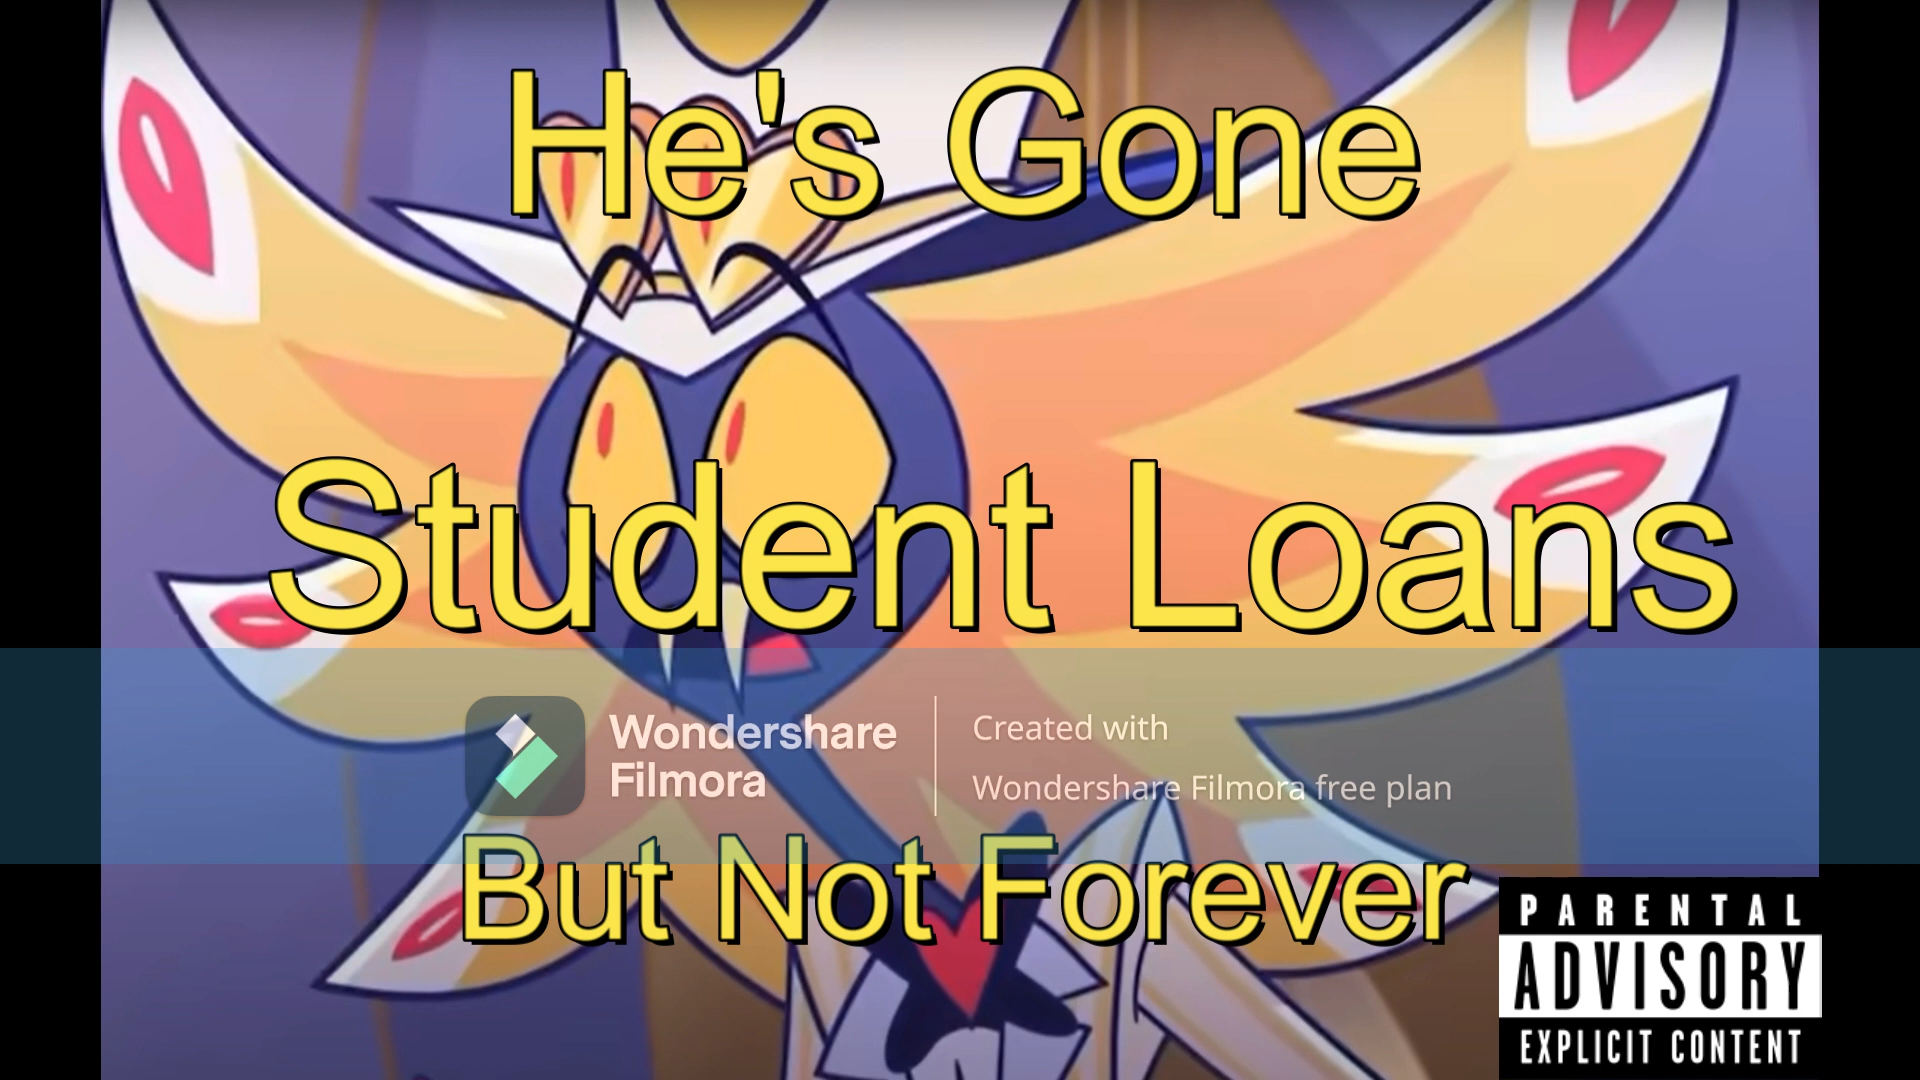 He's Gone
Student Loans
Wondershare
Filmora
Created with
Wondershare Filmora free plan
But Not Forever
PARENTAL
ADVISORY
EXPLICIT CONTENT